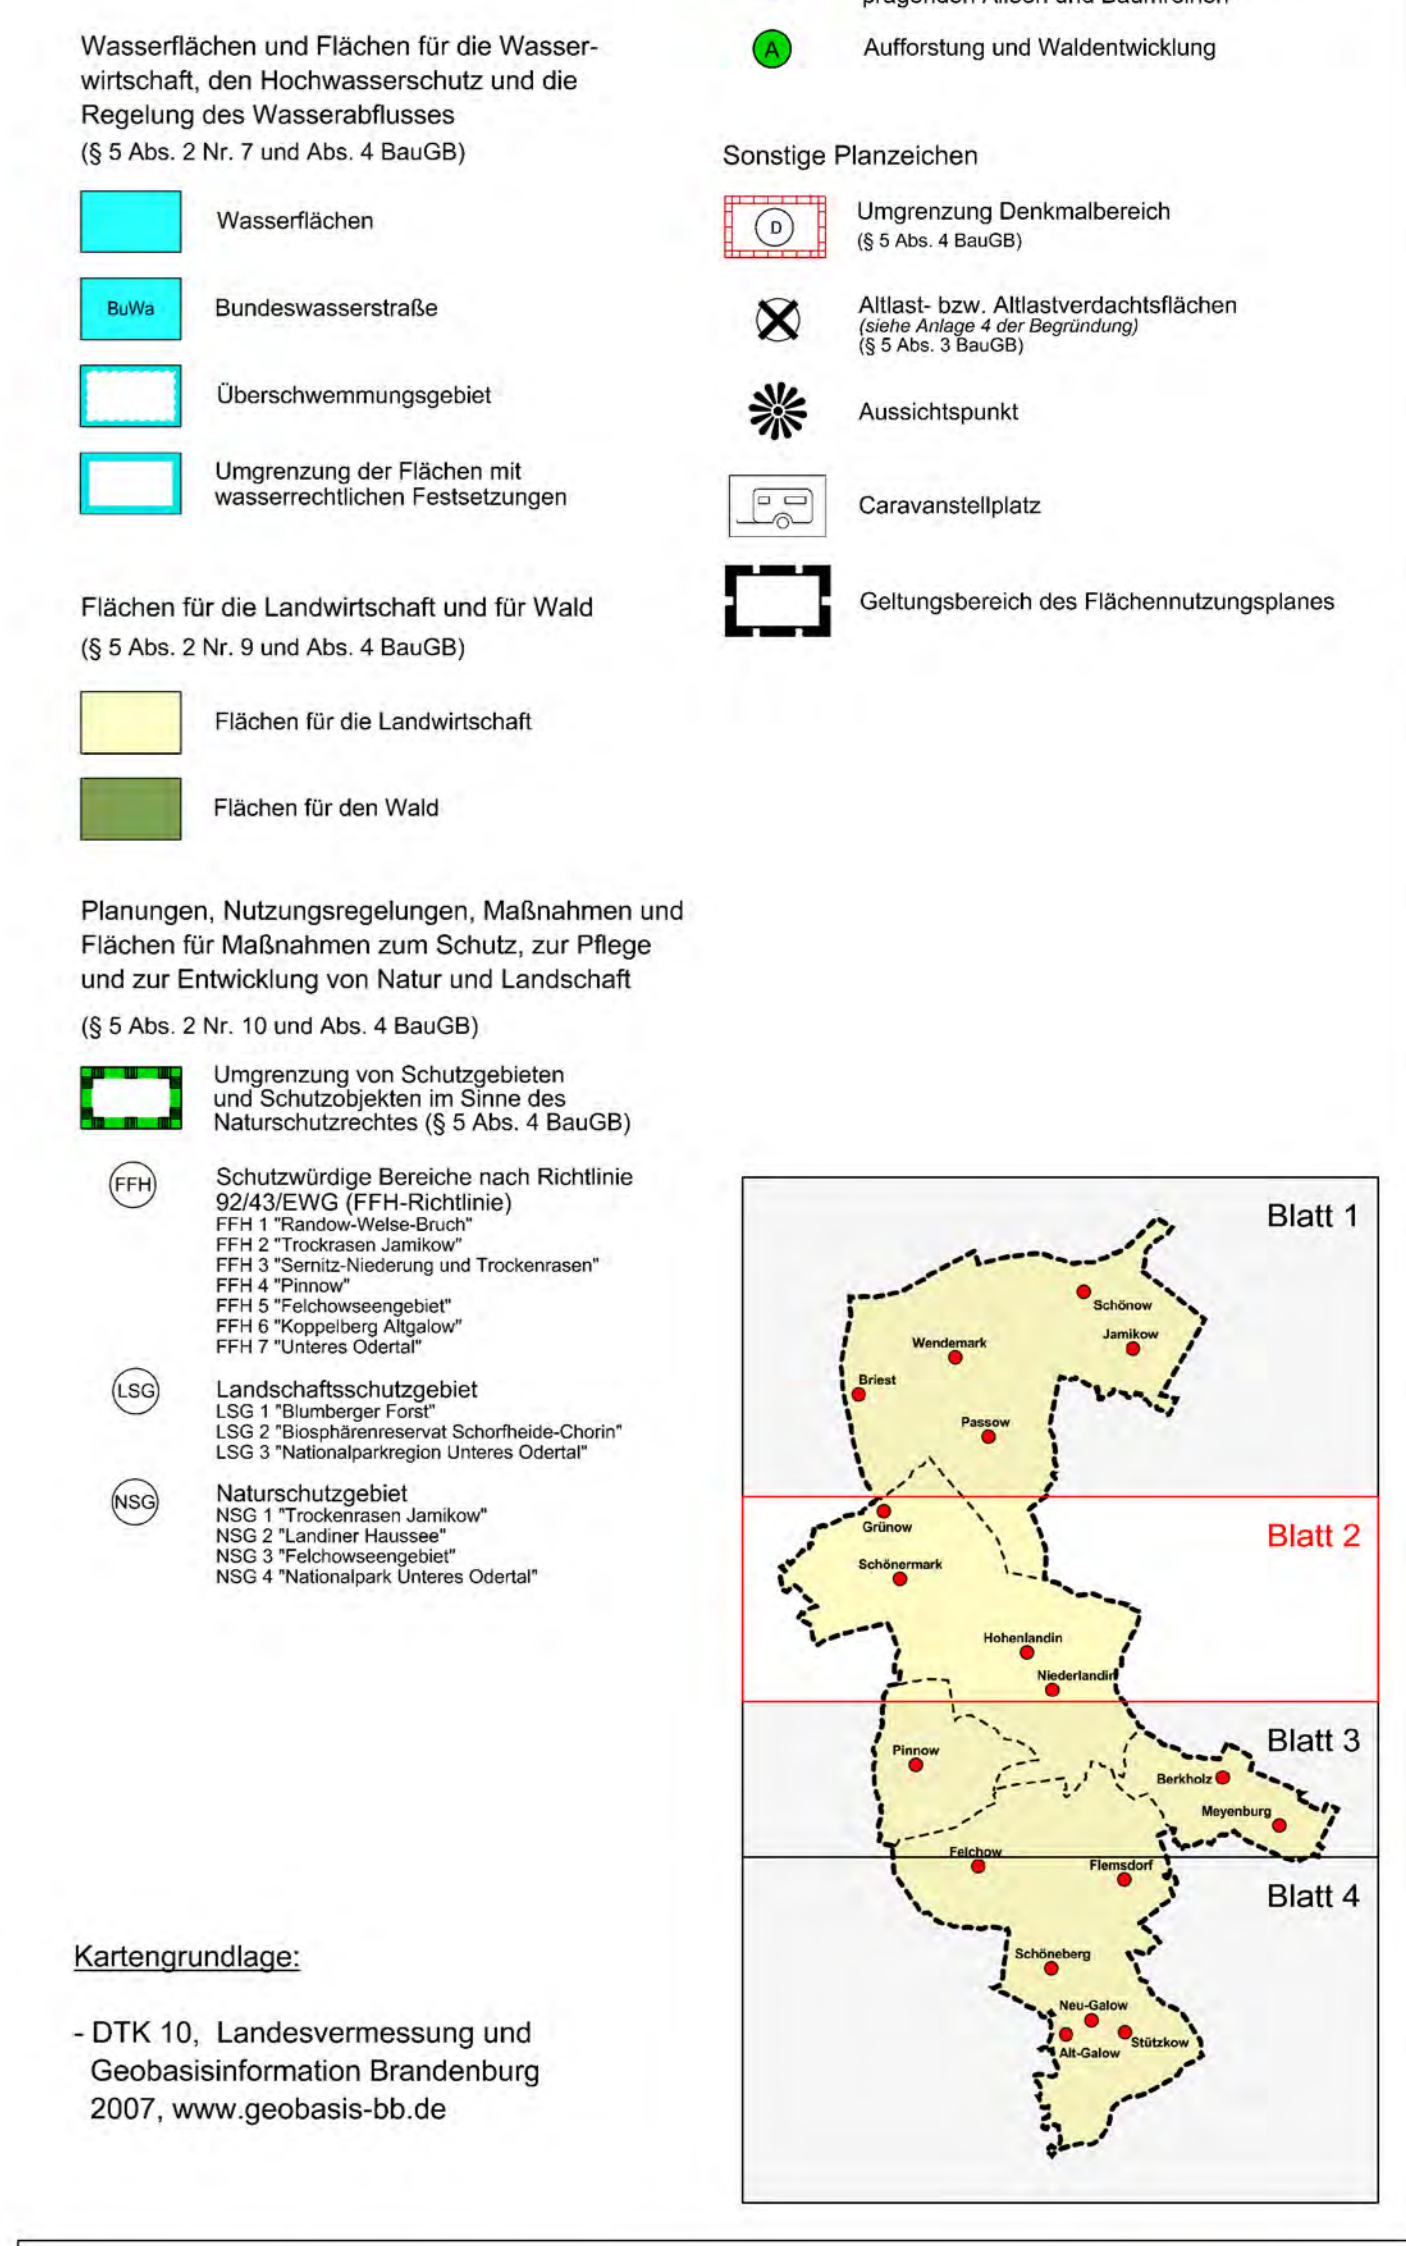 Wasserflächen und Flächen für die Wasser-
wirtschaft, den Hochwasserschutz und die
Regelung des Wasserabflusses
(§ 5 Abs. 2 Nr. 7 und Abs. 4 BauGB)
Wasserflächen
BuWa
Bundeswasserstraße
Überschwemmungsgebiet
Umgrenzung der Flächen mit
wasserrechtlichen Festsetzungen
Flächen für die Landwirtschaft und für Wald
(§ 5 Abs. 2 Nr. 9 und Abs. 4 BauGB)
Flächen für die Landwirtschaft
Flächen für den Wald
Planungen, Nutzungsregelungen, Maßnahmen und
Flächen für Maßnahmen zum Schutz, zur Pflege
und zur Entwicklung von Natur und Landschaft
(§ 5 Abs. 2 Nr. 10 und Abs. 4 BauGB)
Umgrenzung von Schutzgebieten
und Schutzobjekten im Sinne des
Naturschutzrechtes (§ 5 Abs. 4 BauGB)
FFH
Schutzwürdige Bereiche nach Richtlinie
92/43/EWG (FFH-Richtlinie)
FFH 1 "Randow-Welse-Bruch"
FFH 2 "Trockrasen Jamikow"
FFH 3 "Sernitz-Niederung und Trockenrasen"
FFH 4 "Pinnow"
FFH 5 "Felchowseengebiet"
FFH 6 "Koppelberg Altgalow"
FFH 7 "Unteres Odertal"
LSG
Landschaftsschutzgebiet
LSG 1 "Blumberger Forst"
LSG 2 "Biosphärenreservat Schorfheide-Chorin"
LSG 3 "Nationalparkregion Unteres Odertal"
NSG
Naturschutzgebiet
NSG 1 "Trockenrasen Jamikow"
NSG 2 "Landiner Haussee"
NSG 3 "Felchowseengebiet"
NSG 4 "Nationalpark Unteres Odertal"
Kartengrundlage:
- DTK 10, Landesvermessung und
Geobasisinformation Brandenburg
2007, www.geobasis-bb.de
prägenden Alleen und Baumreihen
A
Aufforstung und Waldentwicklung
Sonstige Planzeichen
D
Umgrenzung Denkmalbereich
(§ 5 Abs. 4 BauGB)
Altlast- bzw. Altlastverdachtsflächen
(siehe Anlage 4 der Begründung)
(§ 5 Abs. 3 BauGB)
Aussichtspunkt
Caravanstellplatz
Geltungsbereich des Flächennutzungsplanes
Blatt 1
Schönow
Jamikow
Wendemark
Briest
Passow
Blatt 2
Grünow
Schönermark
Hohenlandin
Niederlandin
Blatt 3
Pinnow
Berkholz
Meyenburg
Felchow
Flemsdorf
Blatt 4
Schöneberg
Neu-Galow
Stützkow
Alt-Galow